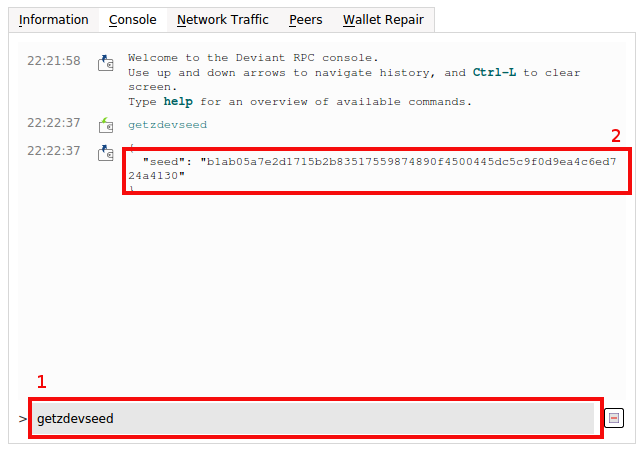 Information Console Network Traffic Peers Wallet Repair
22:21:58 Welcome to the Deviant RPC console.
Use up and down arrows to navigate history, and Ctrl-L to clear
screen.
Type help for an overview of available commands.
22:22:37 getzdevseed
2
22:22:37 {
"seed": "b1ab05a7e2d1715b2b83517559874890f4500445dc5c9f0d9ea4c6ed7
24a4130"
}
1
> getzdevseed